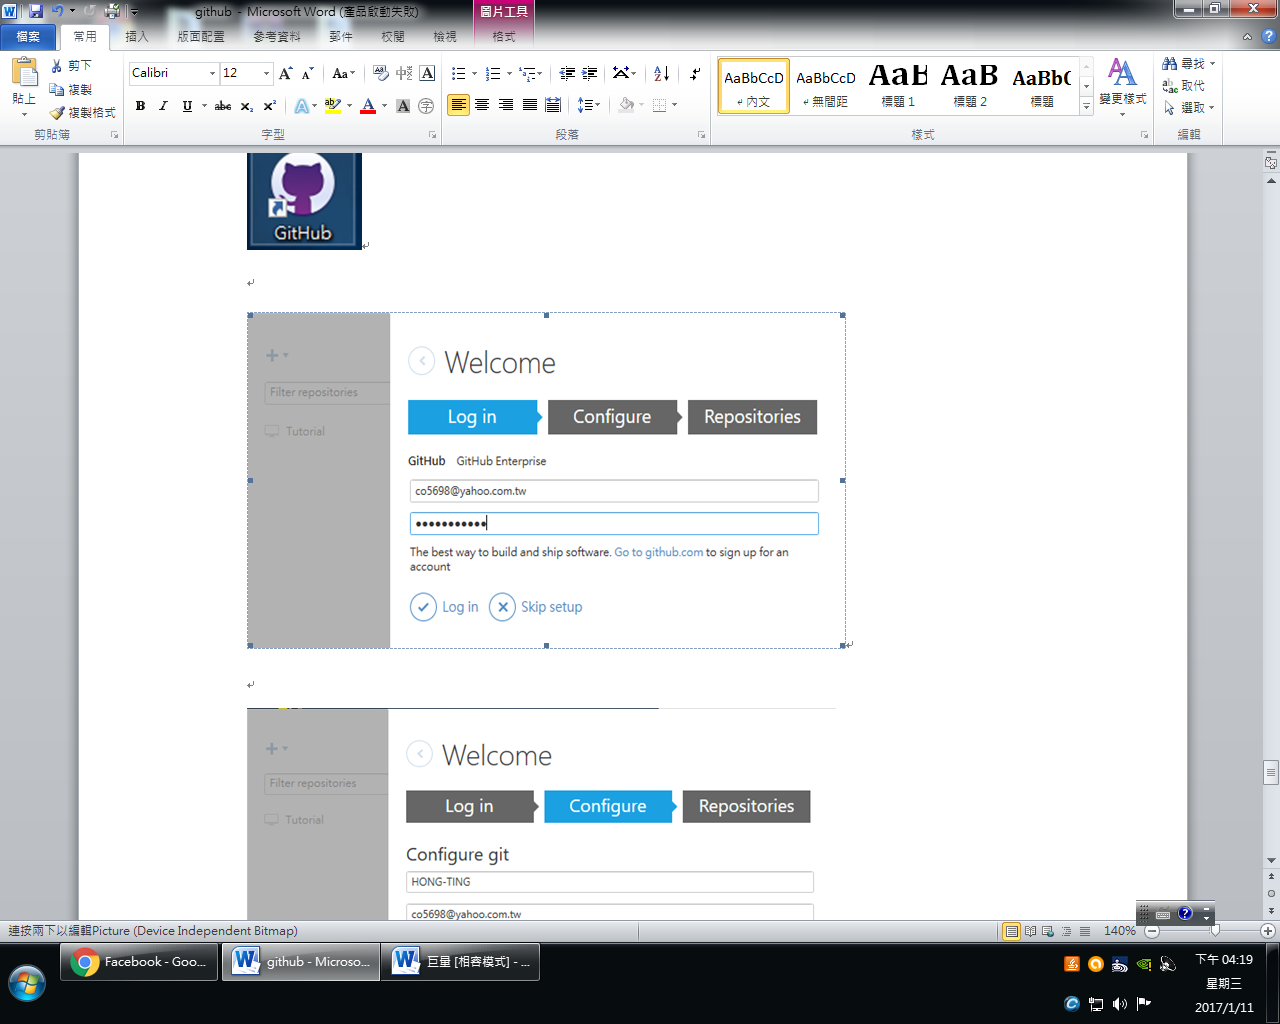 github - Microsoft Word (產品啟動失敗)
圖片工具
檔案 常用 插入 版面配置 參考資料 郵件 校閱 檢視 格式
貼上
剪下
複製
複製格式
剪貼簿
Calibri 12
字型
段落
AaBbCcD AaBbCcD AaBb AaB AaBbC
內文 無間距 標題 1 標題 2 標題
變更樣式
樣式
尋找
取代
選取
編輯
GitHub
Welcome
Filter repositories
Tutorial
Log in Configure Repositories
GitHub GitHub Enterprise
co5698@yahoo.com.tw
•••••••••••
The best way to build and ship software. Go to github.com to sign up for an
account
Log in Skip setup
Welcome
Filter repositories
Tutorial
Log in Configure Repositories
Configure git
HONG-TING
co5698@yahoo.com.tw
連按兩下以編輯Picture (Device Independent Bitmap)
140%
Facebook - Goo...
github - Microso...
巨量 [相容模式] - ...
下午 04:19
星期三
2017/1/11